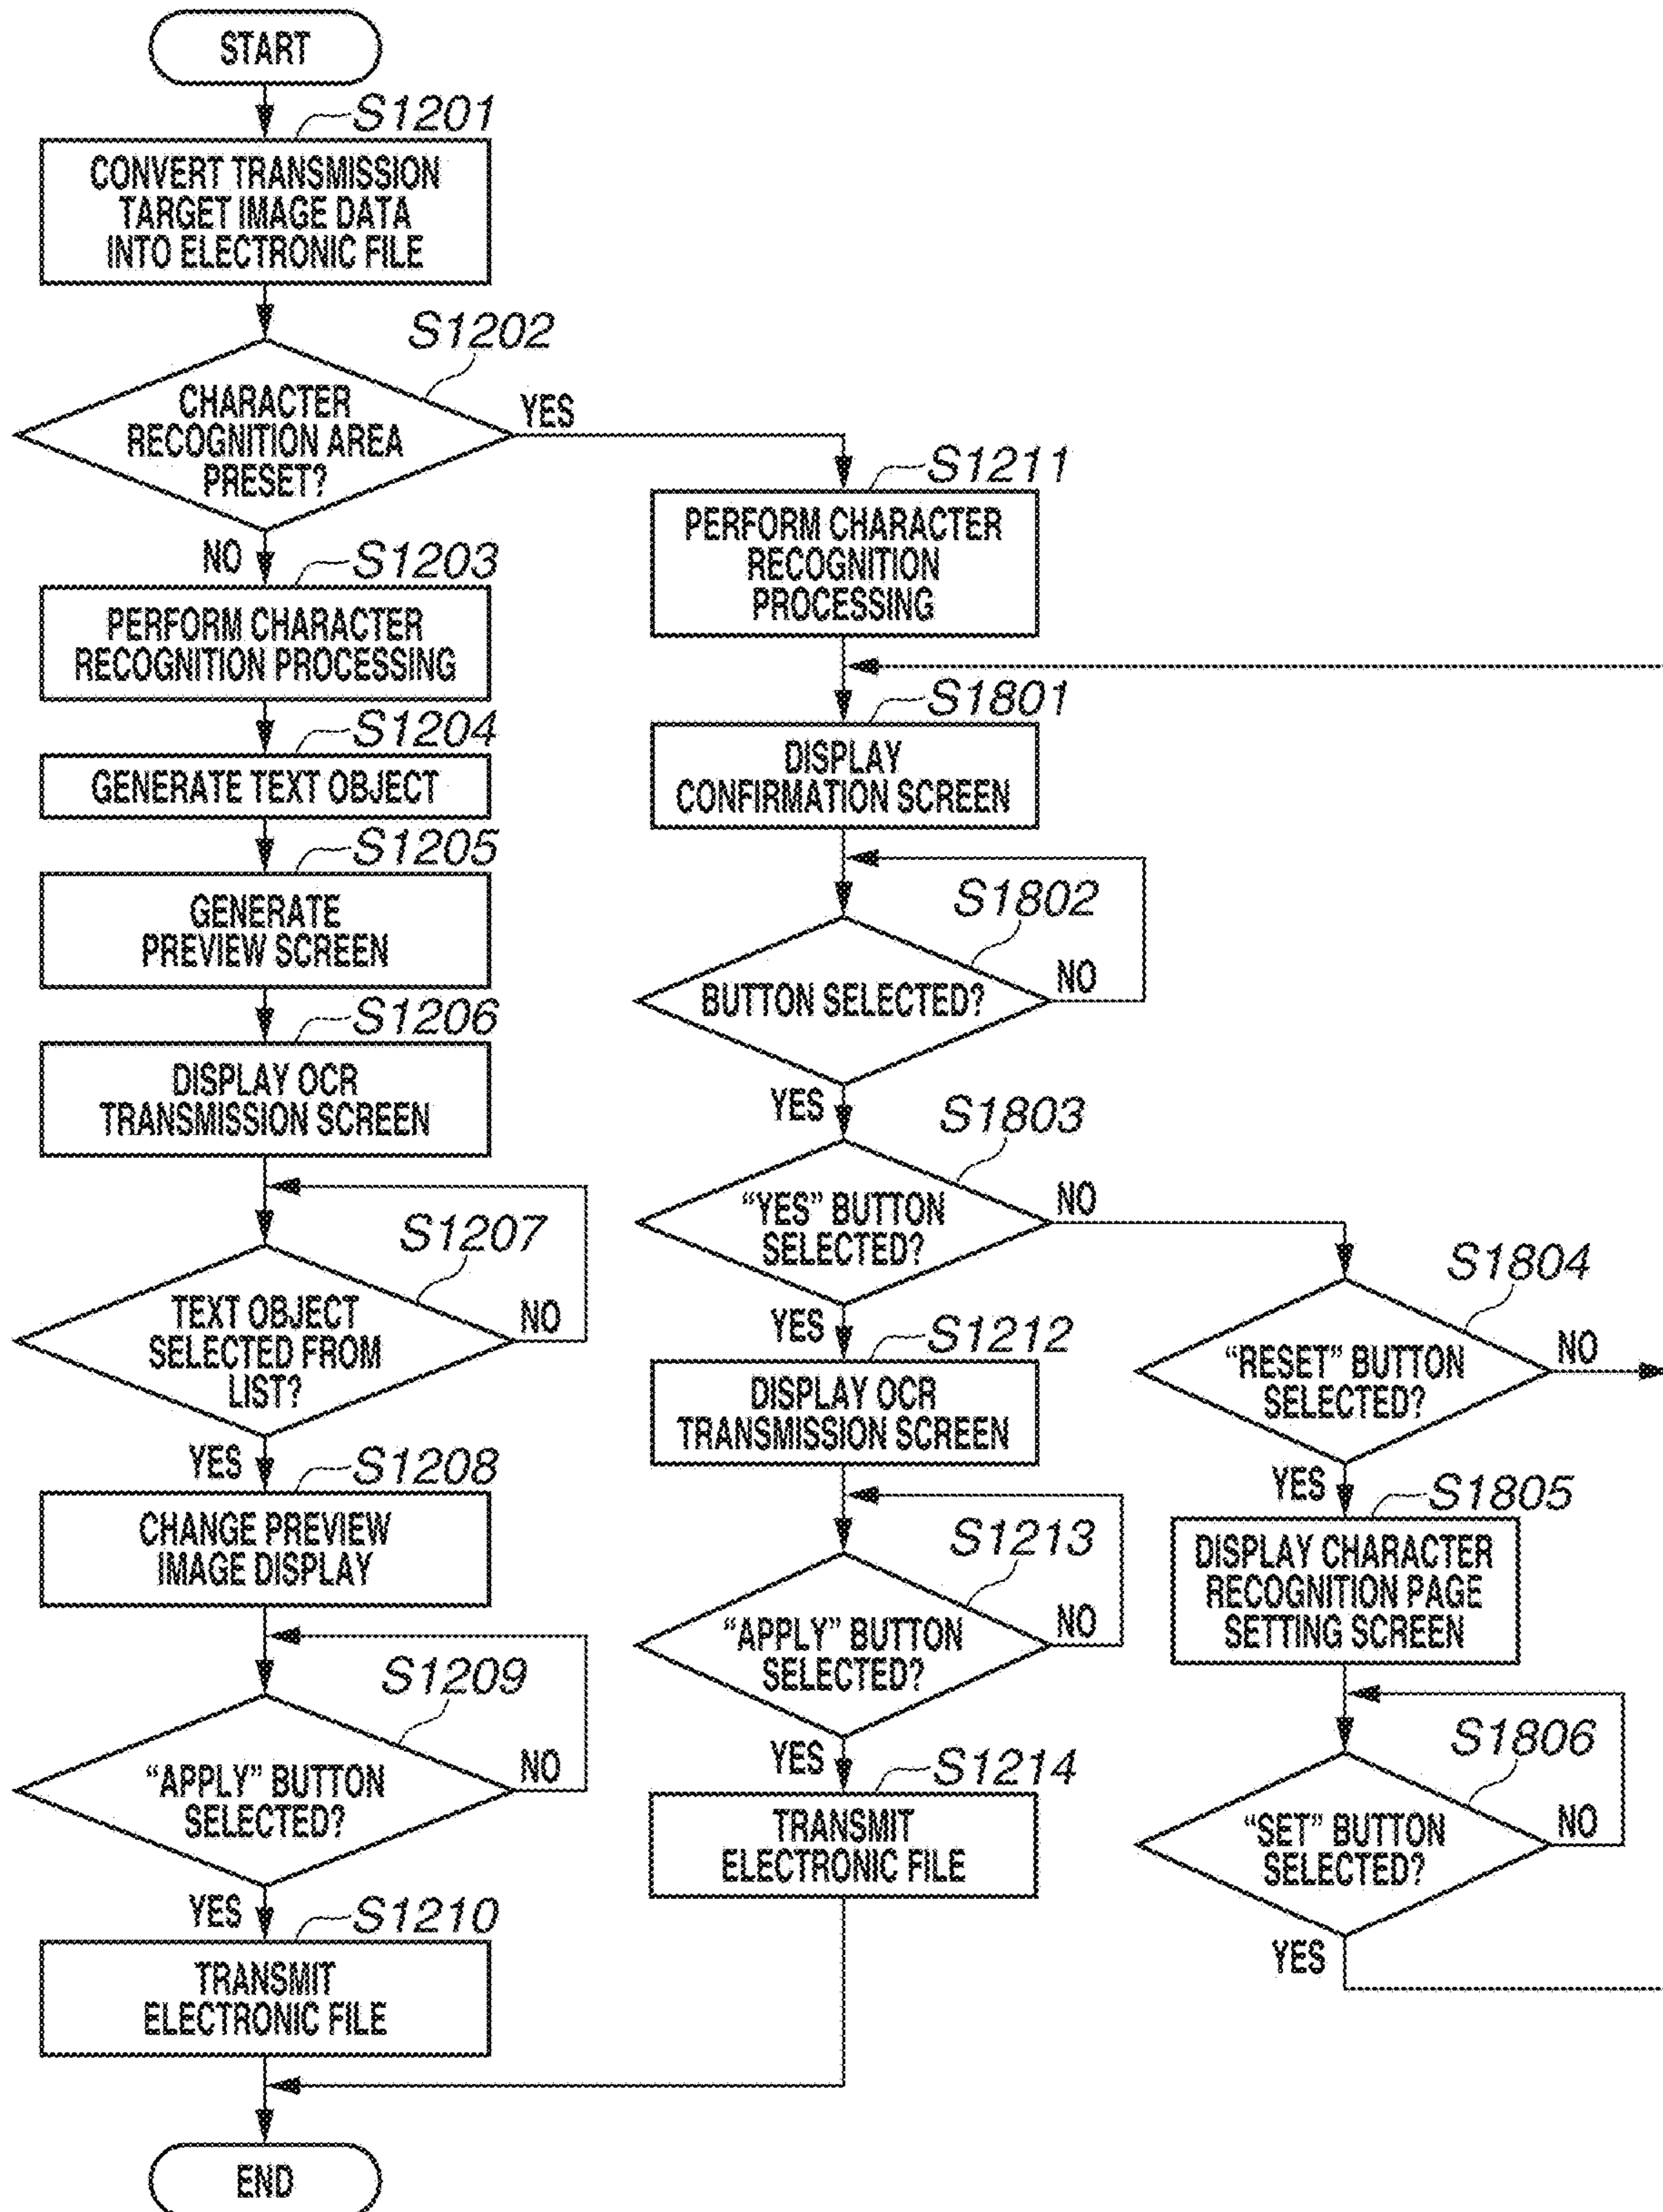 START
S1201
CONVERT TRANSMISSION
TARGET IMAGE DATA
INTO ELECTRONIC FILE
S1202
CHARACTER
RECOGNITION AREA
PRESET?
YES
NO
S1203
PERFORM CHARACTER
RECOGNITION PROCESSING
S1204
GENERATE TEXT OBJECT
S1205
GENERATE
PREVIEW SCREEN
S1206
DISPLAY OCR
TRANSMISSION SCREEN
S1207
TEXT OBJECT
SELECTED FROM
LIST?
NO
YES
S1208
CHANGE PREVIEW
IMAGE DISPLAY
S1209
“APPLY” BUTTON
SELECTED?
NO
YES
S1210
TRANSMIT
ELECTRONIC FILE
END
S1211
PERFORM CHARACTER
RECOGNITION
PROCESSING
S1801
DISPLAY
CONFIRMATION SCREEN
S1802
BUTTON SELECTED?
NO
YES
S1803
“YES” BUTTON
SELECTED?
NO
YES
S1212
DISPLAY OCR
TRANSMISSION SCREEN
S1213
“APPLY” BUTTON
SELECTED?
NO
YES
S1214
TRANSMIT
ELECTRONIC FILE
S1804
“RESET” BUTTON
SELECTED?
NO
YES
S1805
DISPLAY CHARACTER
RECOGNITION PAGE
SETTING SCREEN
S1806
“SET” BUTTON
SELECTED?
NO
YES